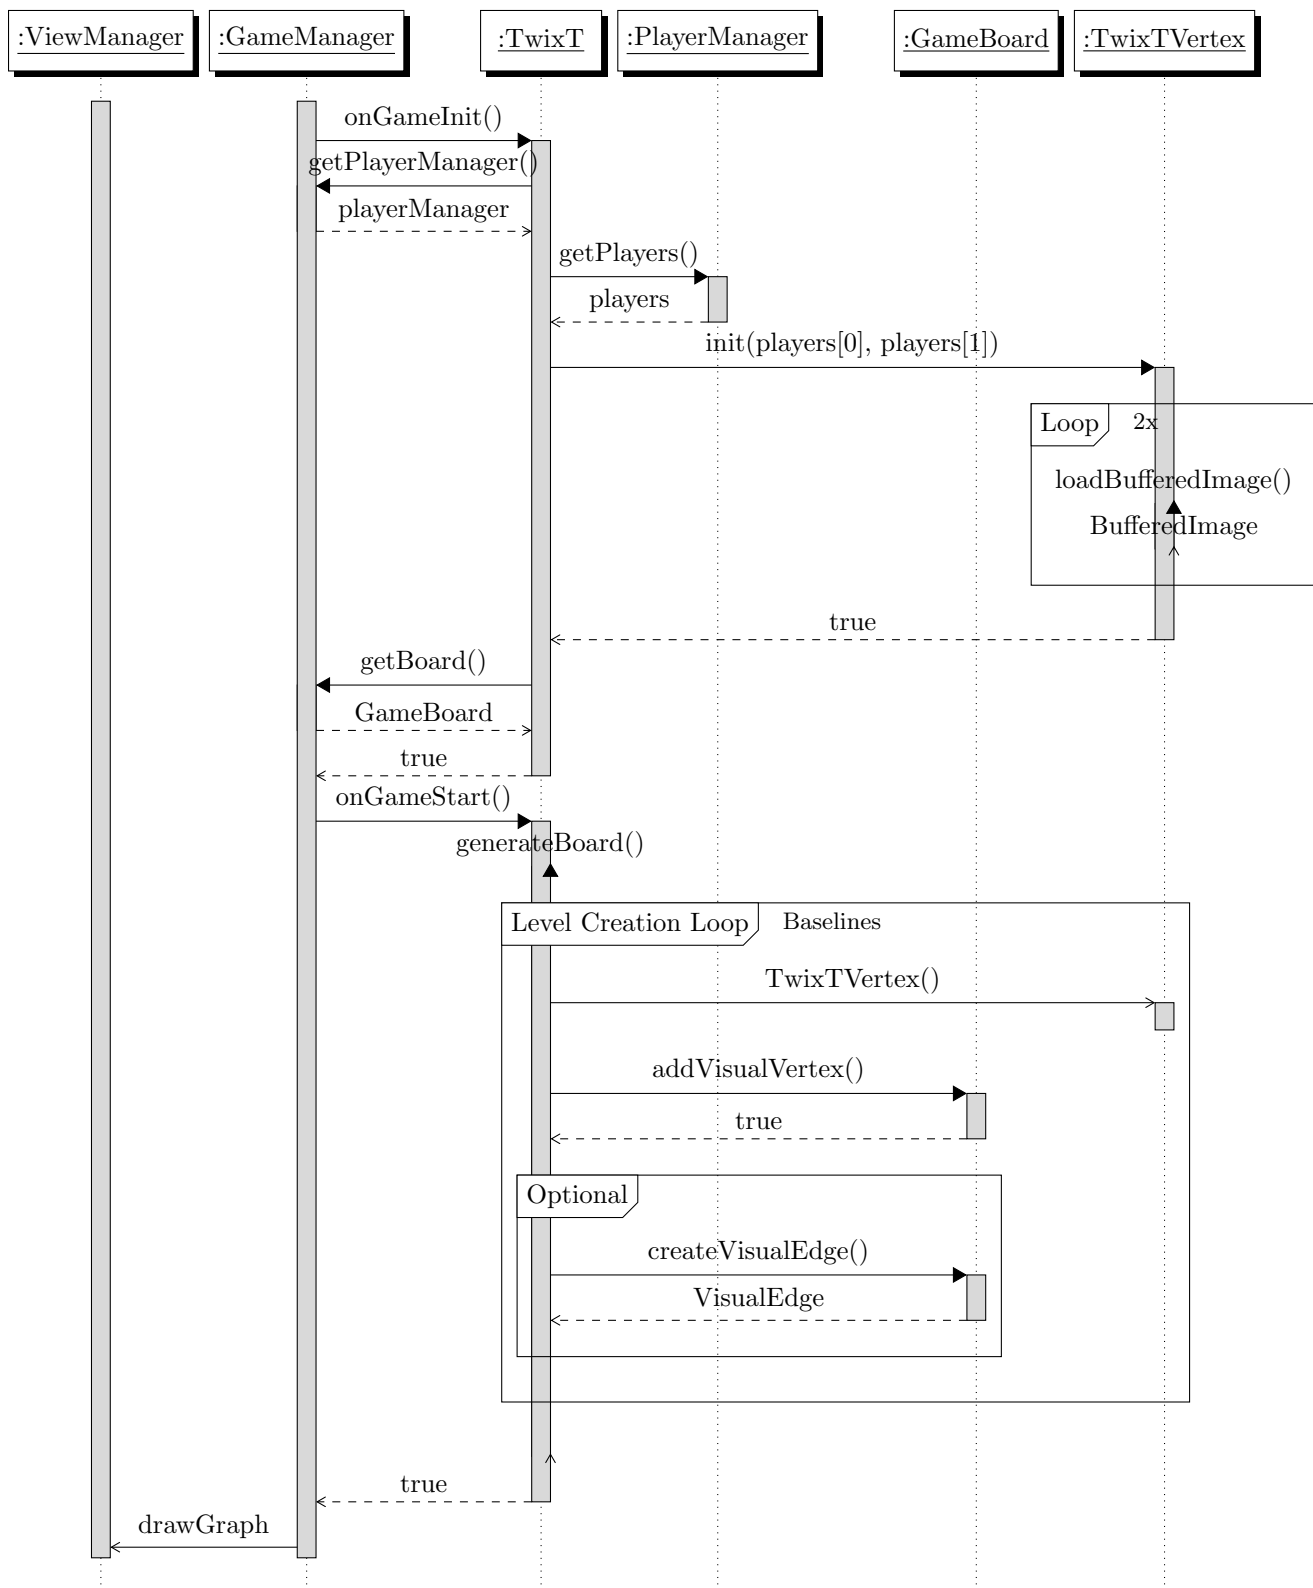 :ViewManager
:GameManager
:TwixT
:PlayerManager
:GameBoard
:TwixTVertex
onGameInit()
getPlayerManager()
playerManager
getPlayers()
players
init(players[0], players[1])
Loop
2x
loadBufferedImage()
BufferedImage
true
getBoard()
GameBoard
true
onGameStart()
generateBoard()
Level Creation Loop
Baselines
TwixTVertex()
addVisualVertex()
true
Optional
createVisualEdge()
VisualEdge
true
drawGraph